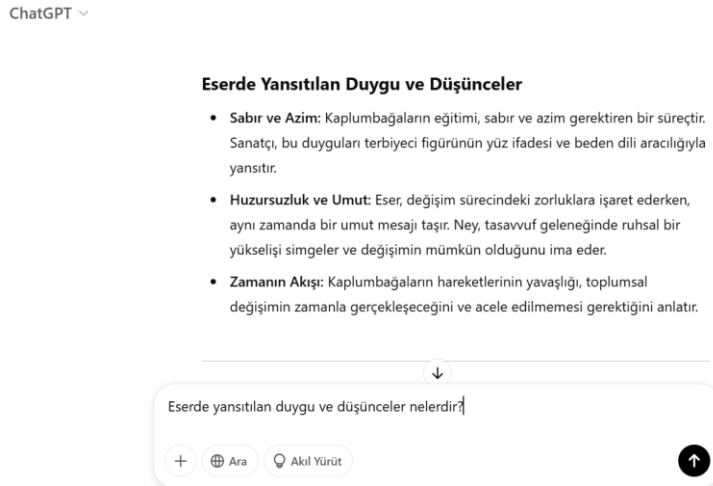 ChatGPT
Eserde Yansıtılan Duygu ve Düşünceler
Sabır ve Azim: Kaplumbağaların eğitimi, sabır ve azim gerektiren bir süreçtir.
Sanatçı, bu duyguları terbiyeci figürünün yüz ifadesi ve beden dili aracılığıyla
yansıtır.
Huzursuzluk ve Umut: Eser, değişim sürecindeki zorluklara işaret ederken,
aynı zamanda bir umut mesajı taşır. Ney, tasavvuf geleneğinde ruhsal bir
yükselişi simgeler ve değişimin mümkün olduğunu ima eder.
Zamanın Akışı: Kaplumbağaların hareketlerinin yavaşlığı, toplumsal
değişimin zamanla gerçekleşeceğini ve acele edilmemesi gerektiğini anlatır.
Eserde yansıtılan duygu ve düşünceler nelerdir?
Ara
Akıl Yürüt